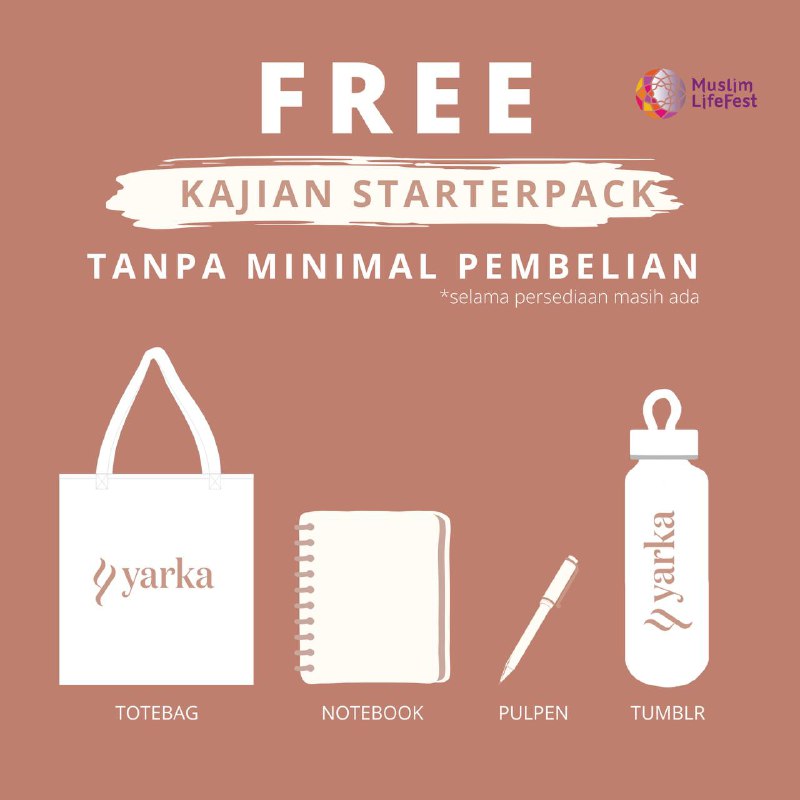 FREE
Muslim
LifeFest
KAJIAN STARTERPACK
TANPA MINIMAL PEMBELIAN
*selama persediaan masih ada
yarka
yarka
TOTEBAG
NOTEBOOK
PULPEN
TUMBLR